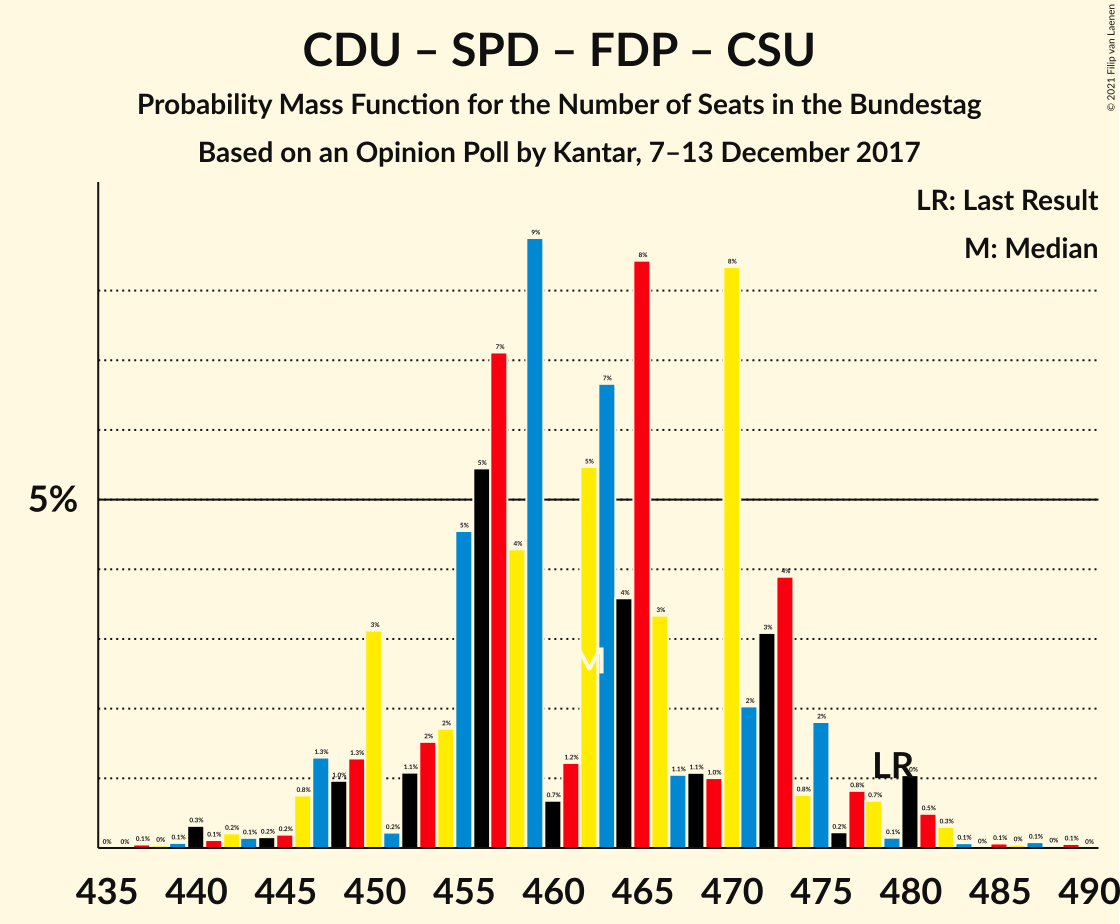 CDU – SPD – FDP – CSU
Probability Mass Function for the Number of Seats in the Bundestag
Based on an Opinion Poll by Kantar, 7–13 December 2017
© 2021 Filip van Laenen
LR: Last Result
M: Median
5%
0% 0% 0.1% 0% 0.1% 0.3% 0.1% 0.2% 0.1% 0.2% 0.2% 0.8% 1.3% 1.0% 1.3% 3% 0.2% 1.1% 2% 2% 5% 5% 7% 4% 9% 0.7% 1.2% 5% 7% 4% 8% 3% 1.1% 1.1% 1.0% 8% 2% 3% 4% 0.8% 2% 0.2% 0.8% 0.7% 0.1% 0.5% 0.3% 0.1% 0% 0.1% 0% 0.1% 0% 0.1% 0%
M
LR
435 440 445 450 455 460 465 470 475 480 485 490